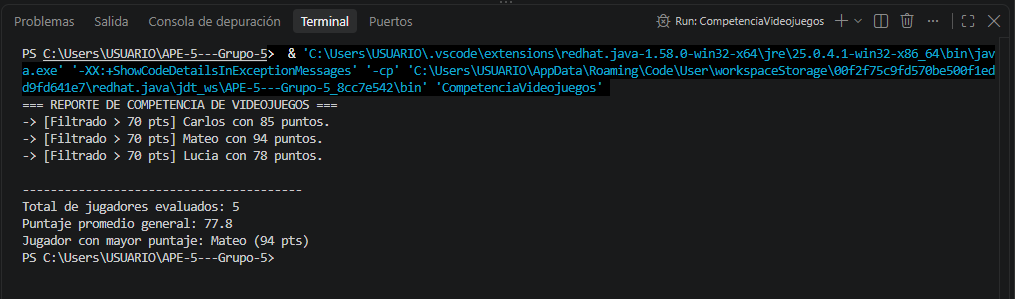 Problemas Salida Consola de depuración Terminal Puertos Run: CompetenciaVideojuegos
PS C:\Users\USUARIO\APE-5---Grupo-5>  & 'C:\Users\USUARIO\.vscode\extensions\redhat.java-1.58.0-win32-x64\jre\25.0.4.1-win32-x86_64\bin\jav
a.exe' '-XX:+ShowCodeDetailsInExceptionMessages' '-cp' 'C:\Users\USUARIO\AppData\Roaming\Code\User\workspaceStorage\00f2f75c9fd570be500f1ed
d9fd641e7\redhat.java\jdt_ws\APE-5---Grupo-5_8cc7e542\bin' 'CompetenciaVideojuegos'
=== REPORTE DE COMPETENCIA DE VIDEOJUEGOS ===
-> [Filtrado > 70 pts] Carlos con 85 puntos.
-> [Filtrado > 70 pts] Mateo con 94 puntos.
-> [Filtrado > 70 pts] Lucia con 78 puntos.
----------------------------------------
Total de jugadores evaluados: 5
Puntaje promedio general: 77.8
Jugador con mayor puntaje: Mateo (94 pts)
PS C:\Users\USUARIO\APE-5---Grupo-5>